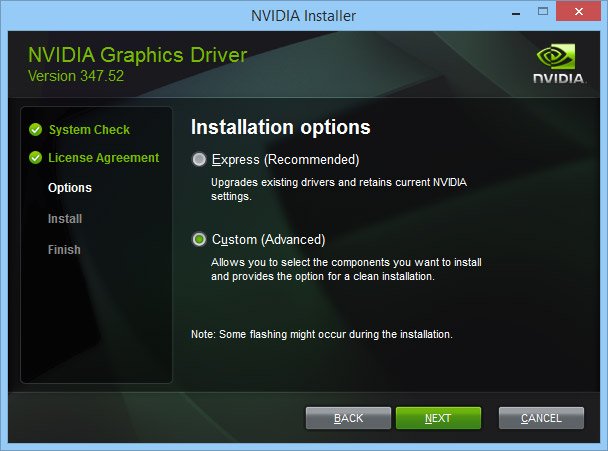 NVIDIA Installer
NVIDIA Graphics Driver
Version 347.52
NVIDIA.
System Check
License Agreement
Options
Install
Finish
Installation options
Express (Recommended)
Upgrades existing drivers and retains current NVIDIA
settings.
Custom (Advanced)
Allows you to select the components you want to install
and provides the option for a clean installation.
Note: Some flashing might occur during the installation.
BACK
NEXT
CANCEL